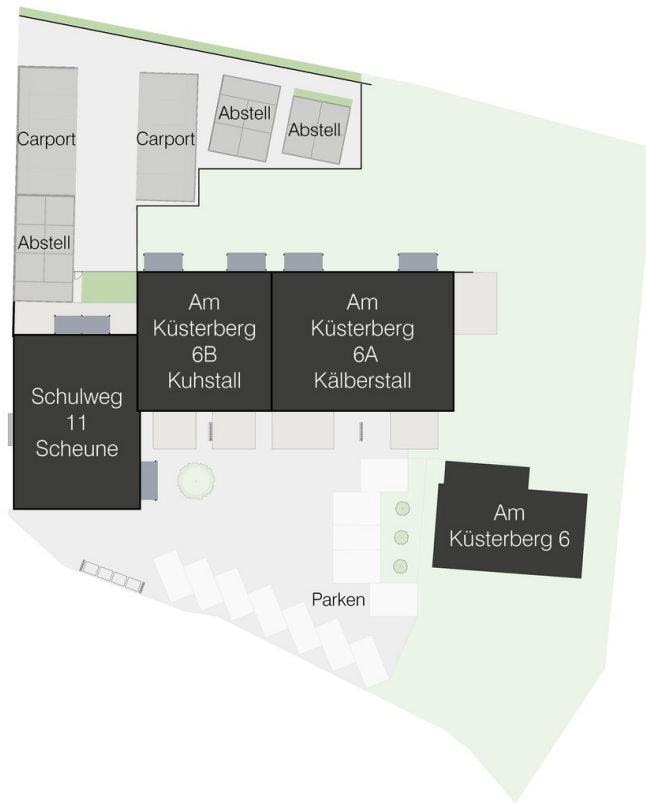 Abstell
Abstell
Carport
Carport
Abstell
Am
Küsterberg
6B
Kuhstall
Am
Küsterberg
6A
Kälberstall
Schulweg
11
Scheune
Am
Küsterberg 6
Parken